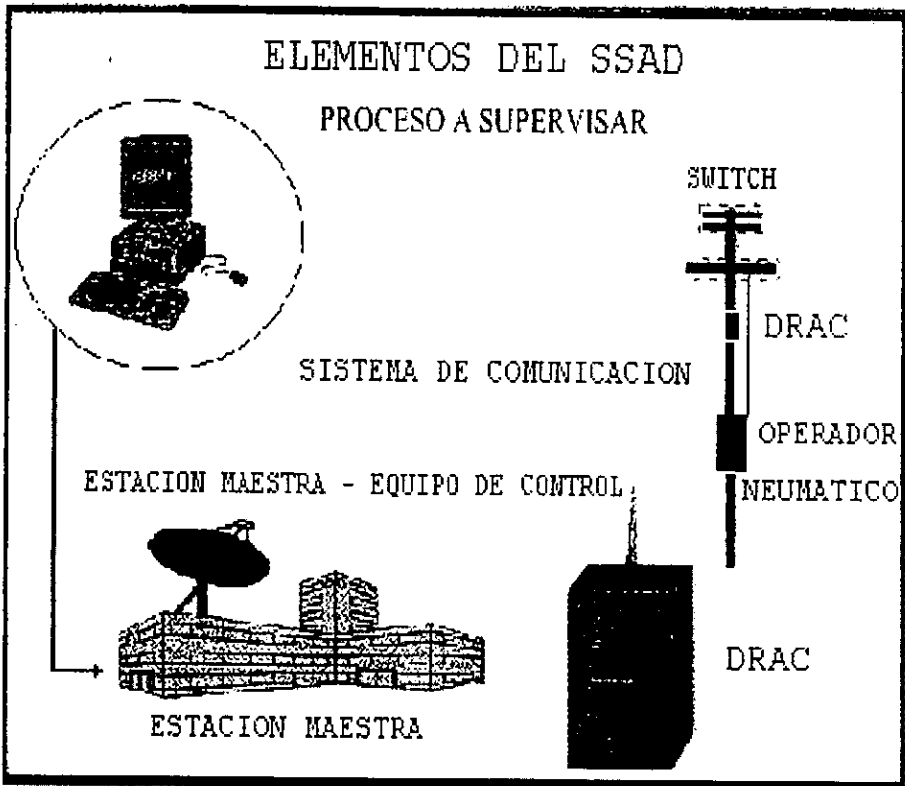 ELEMENTOS DEL SSAD
PROCESO A SUPERVISAR
SWITCH
DRAC
SISTEMA DE COMUNICACION
OPERADOR
ESTACION MAESTRA - EQUIPO DE CONTROL
NEUMATICO
DRAC
ESTACION MAESTRA